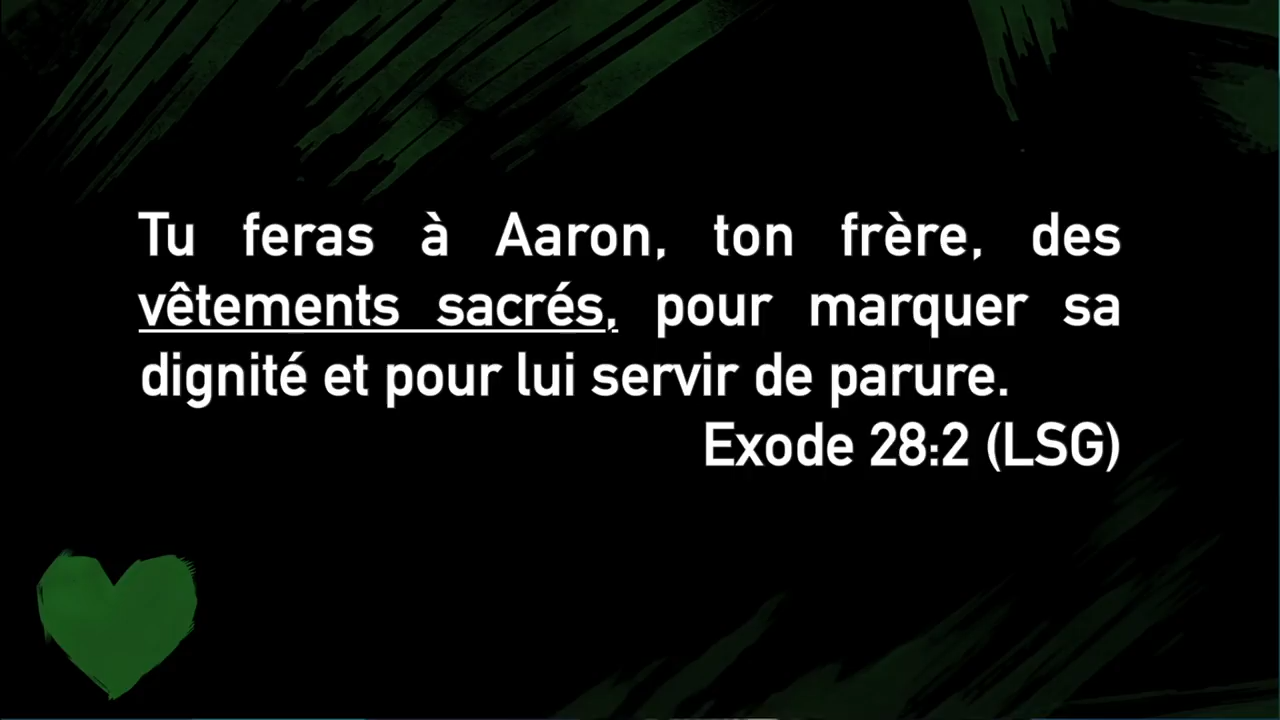 Tu feras à Aaron, ton frère, des
vêtements sacrés, pour marquer sa
dignité et pour lui servir de parure.
Exode 28:2 (LSG)